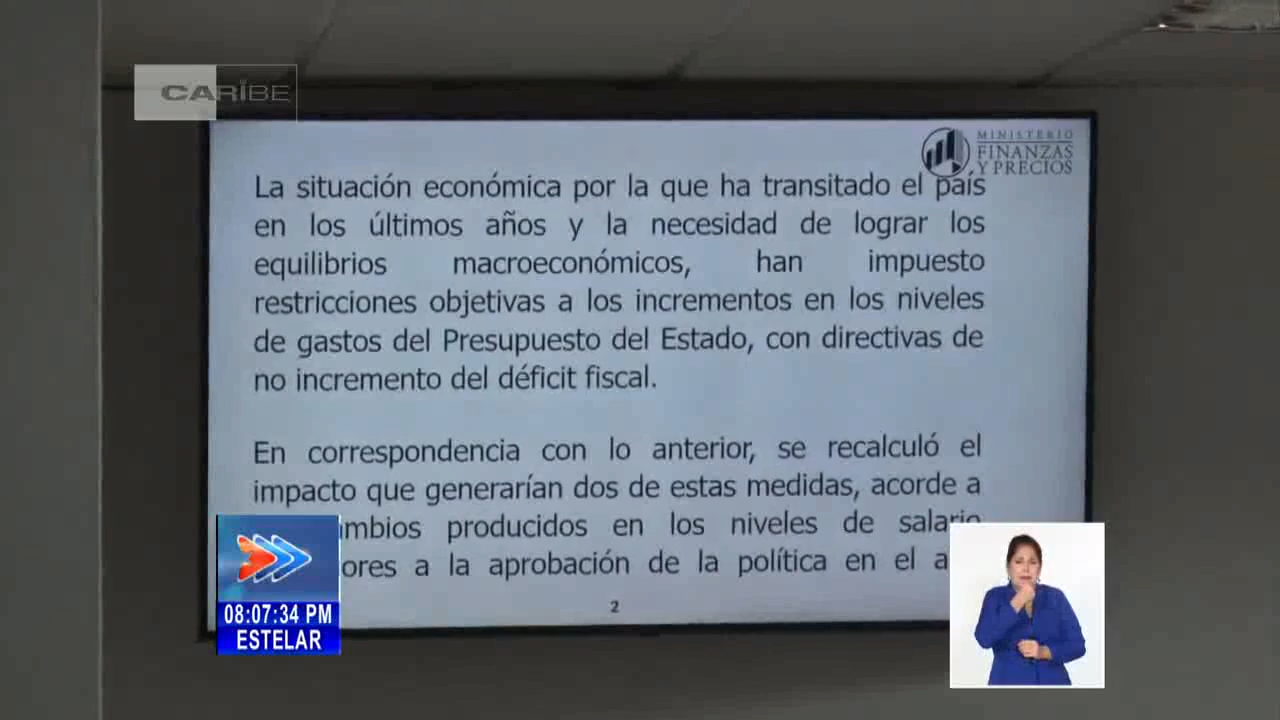 CARIBE
MINISTERIO
FINANZAS
Y PRECIOS
La situación económica por la que ha transitado el país
en los últimos años y la necesidad de lograr los
equilibrios macroeconómicos, han impuesto
restricciones objetivas a los incrementos en los niveles
de gastos del Presupuesto del Estado, con directivas de
no incremento del déficit fiscal.
En correspondencia con lo anterior, se recalculó el
impacto que generarían dos de estas medidas, acorde a
producidos en los niveles de salario
a la aprobación de la política en el
2
08:07:34 PM
ESTELAR